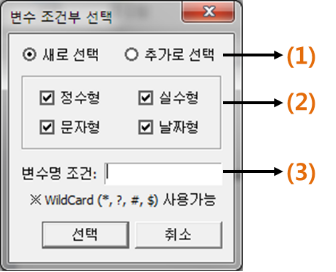 변수 조건부 선택
새로 선택 추가로 선택 (1)
정수형 실수형 (2)
문자형 날짜형
변수명 조건: (3)
※ WildCard (*, ?, #, $) 사용가능
선택 취소